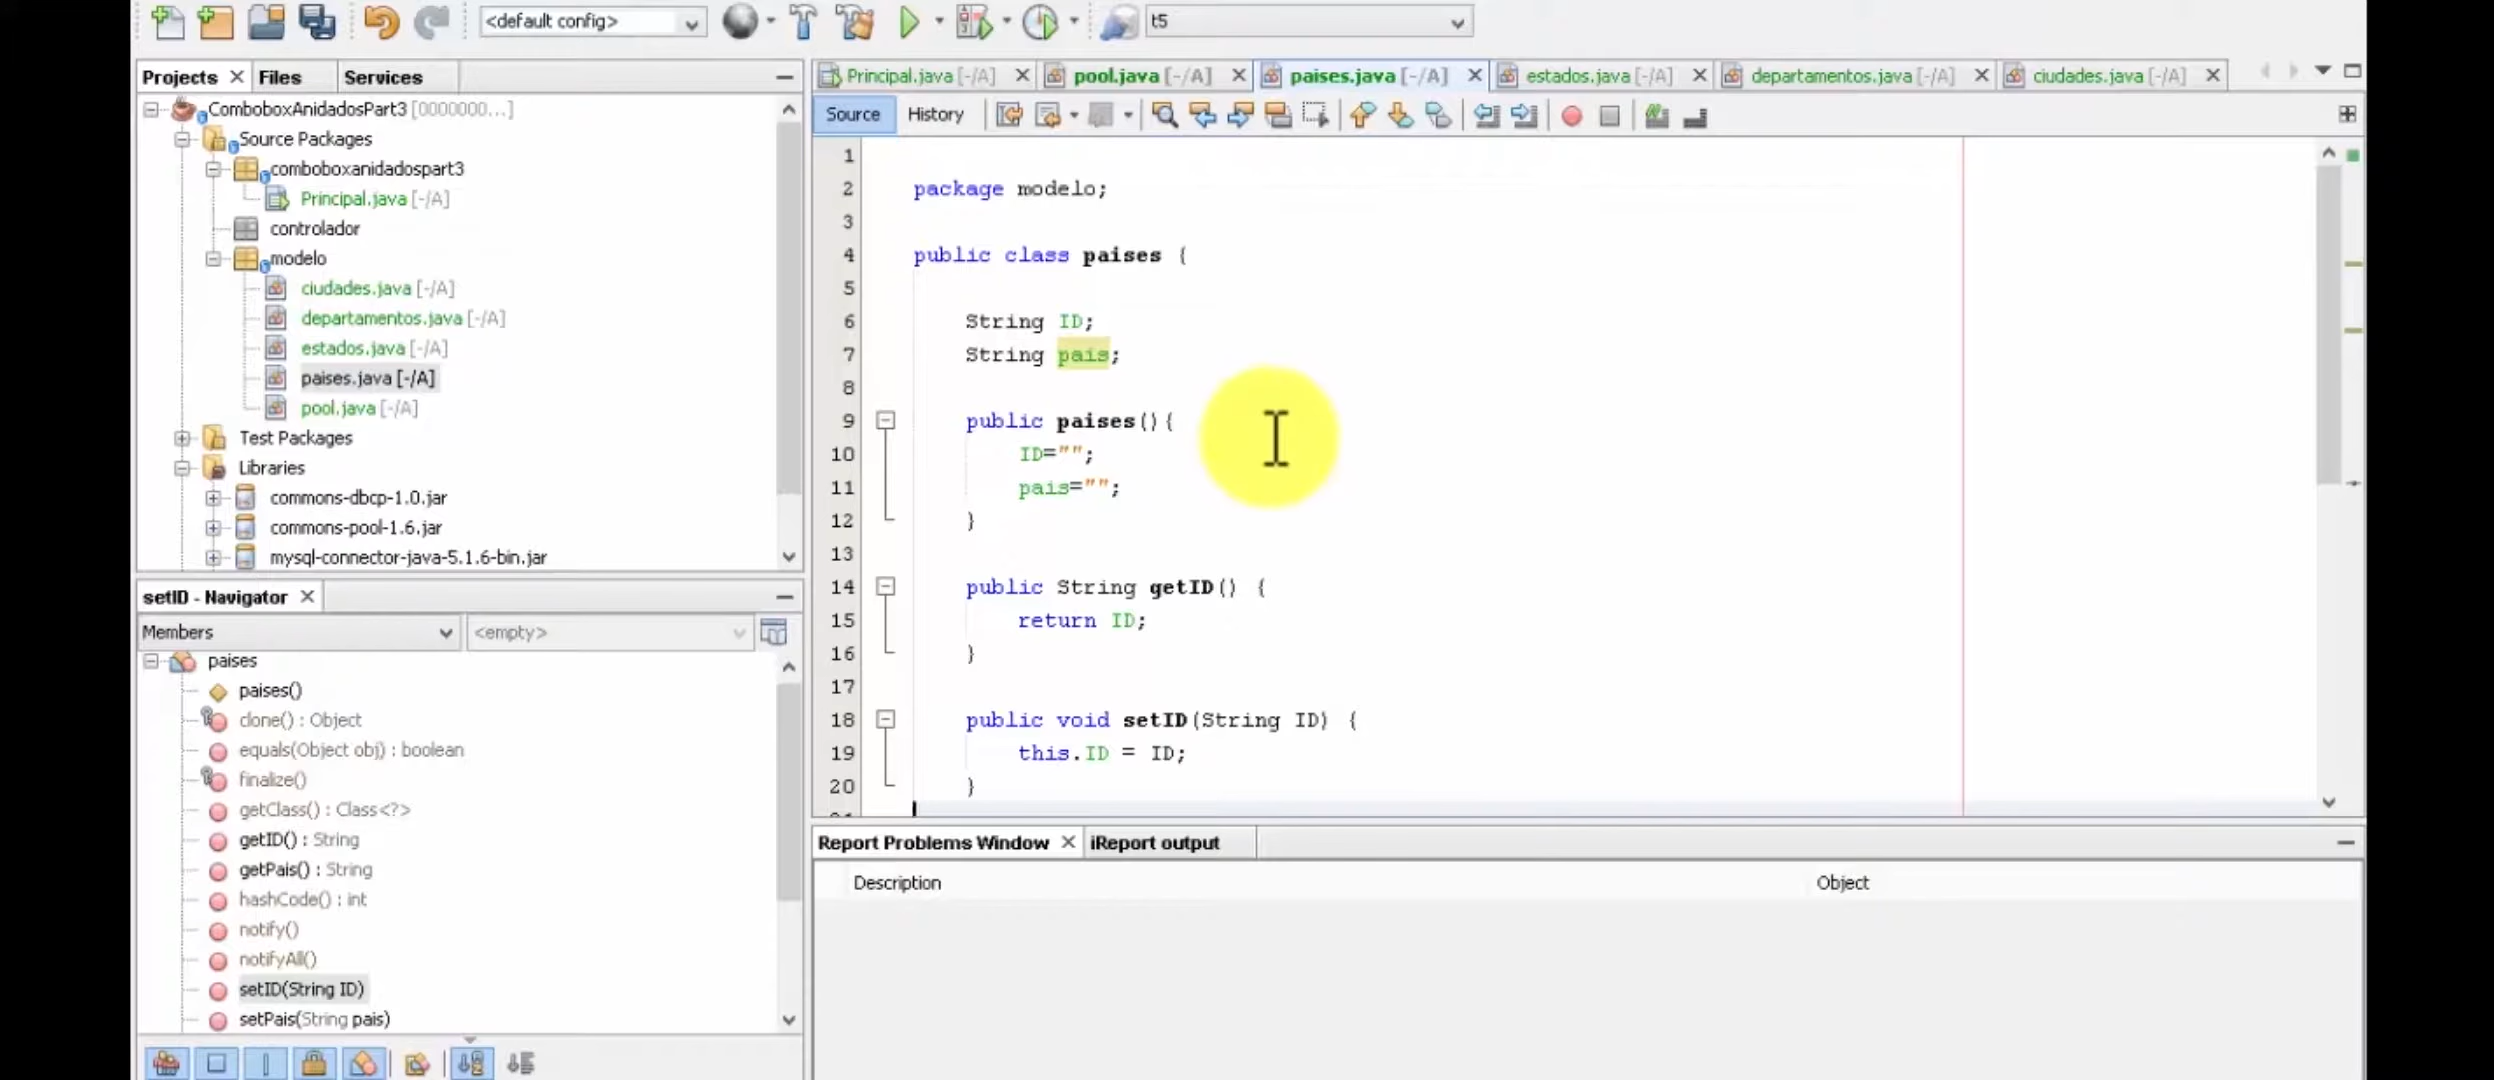 <default config>
t5
Projects
Files
Services
ComboboxAnidadosPart3 [0000000...]
Source Packages
comboboxanidadospart3
Principal.java [-/A]
controlador
modelo
ciudades.java [-/A]
departamentos.java [-/A]
estados.java [-/A]
paises.java [-/A]
pool.java [-/A]
Test Packages
Libraries
commons-dbcp-1.0.jar
commons-pool-1.6.jar
mysql-connector-java-5.1.6-bin.jar
setID - Navigator
Members
<empty>
paises
paises()
clone() : Object
equals(Object obj) : boolean
finalize()
getClass() : Class<?>
getID() : String
getPais() : String
hashCode() : int
notify()
notifyAll()
setID(String ID)
setPais(String pais)
Principal.java [-/A]
pool.java [-/A]
paises.java [-/A]
estados.java [-/A]
departamentos.java [-/A]
ciudades.java [-/A]
Source
History
1
2 package modelo;
3
4 public class paises {
5
6 String ID;
7 String pais;
8
9 public paises(){
10 ID="";
11 pais="";
12 }
13
14 public String getID() {
15 return ID;
16 }
17
18 public void setID(String ID) {
19 this.ID = ID;
20 }
Report Problems Window
iReport output
Description
Object